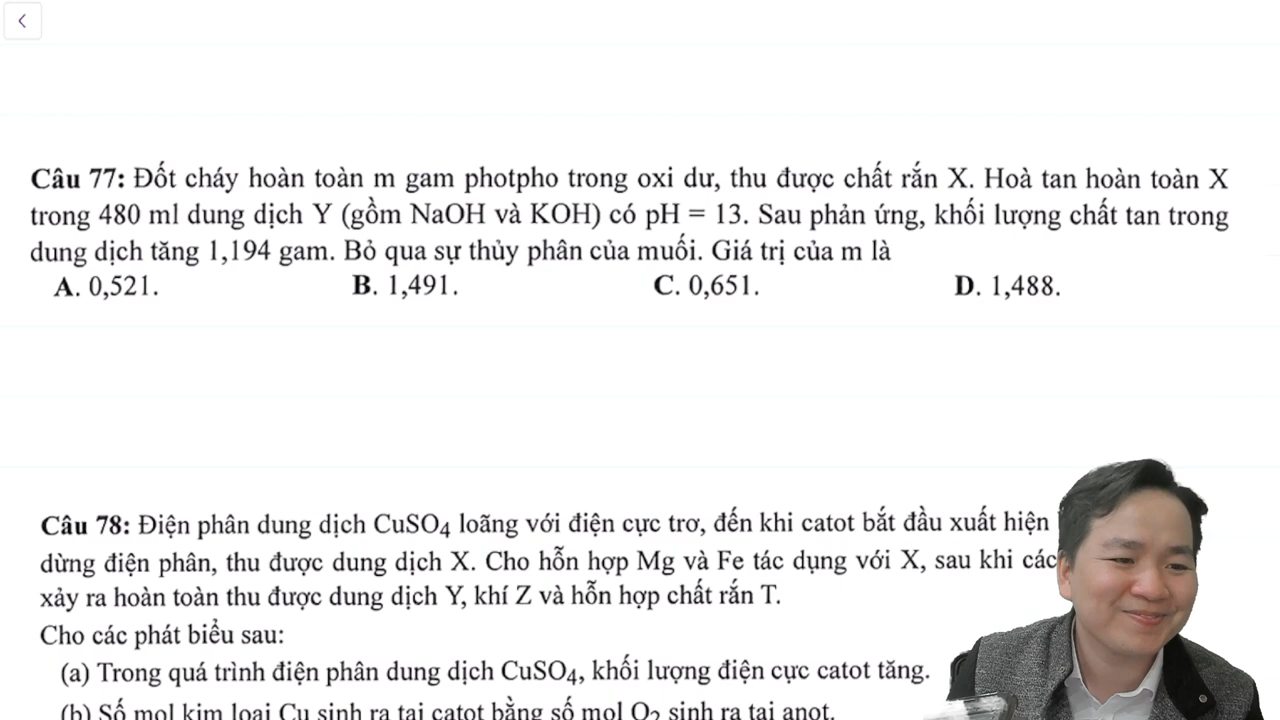 Câu 77: Đốt cháy hoàn toàn m gam photpho trong oxi dư, thu được chất rắn X. Hoà tan hoàn toàn X
trong 480 ml dung dịch Y (gồm NaOH và KOH) có pH = 13. Sau phản ứng, khối lượng chất tan trong
dung dịch tăng 1,194 gam. Bỏ qua sự thủy phân của muối. Giá trị của m là
A. 0,521. B. 1,491. C. 0,651. D. 1,488.
Câu 78: Điện phân dung dịch CuSO4 loãng với điện cực trơ, đến khi catot bắt đầu xuất hiện
dừng điện phân, thu được dung dịch X. Cho hỗn hợp Mg và Fe tác dụng với X, sau khi các
xảy ra hoàn toàn thu được dung dịch Y, khí Z và hỗn hợp chất rắn T.
Cho các phát biểu sau:
(a) Trong quá trình điện phân dung dịch CuSO4, khối lượng điện cực catot tăng.
(b) Số mol kim loại Cu sinh ra tại catot bằng số mol O2 sinh ra tại anot.